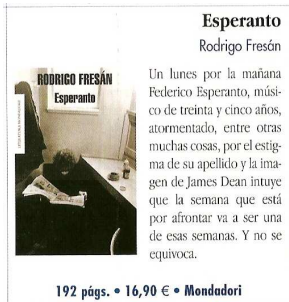 Esperanto
Rodrigo Fresán
RODRIGO FRESÁN
Esperanto
Un lunes por la mañana
Federico Esperanto, músi-
co de treinta y cinco años,
atormentado, entre otras
muchas cosas, por el estig-
ma de su apellido y la ima-
gen de James Dean intuye
que la semana que está
por afrontar va a ser una
de esas semanas. Y no se
equivoca.
192 págs. • 16,90 € • Mondadori